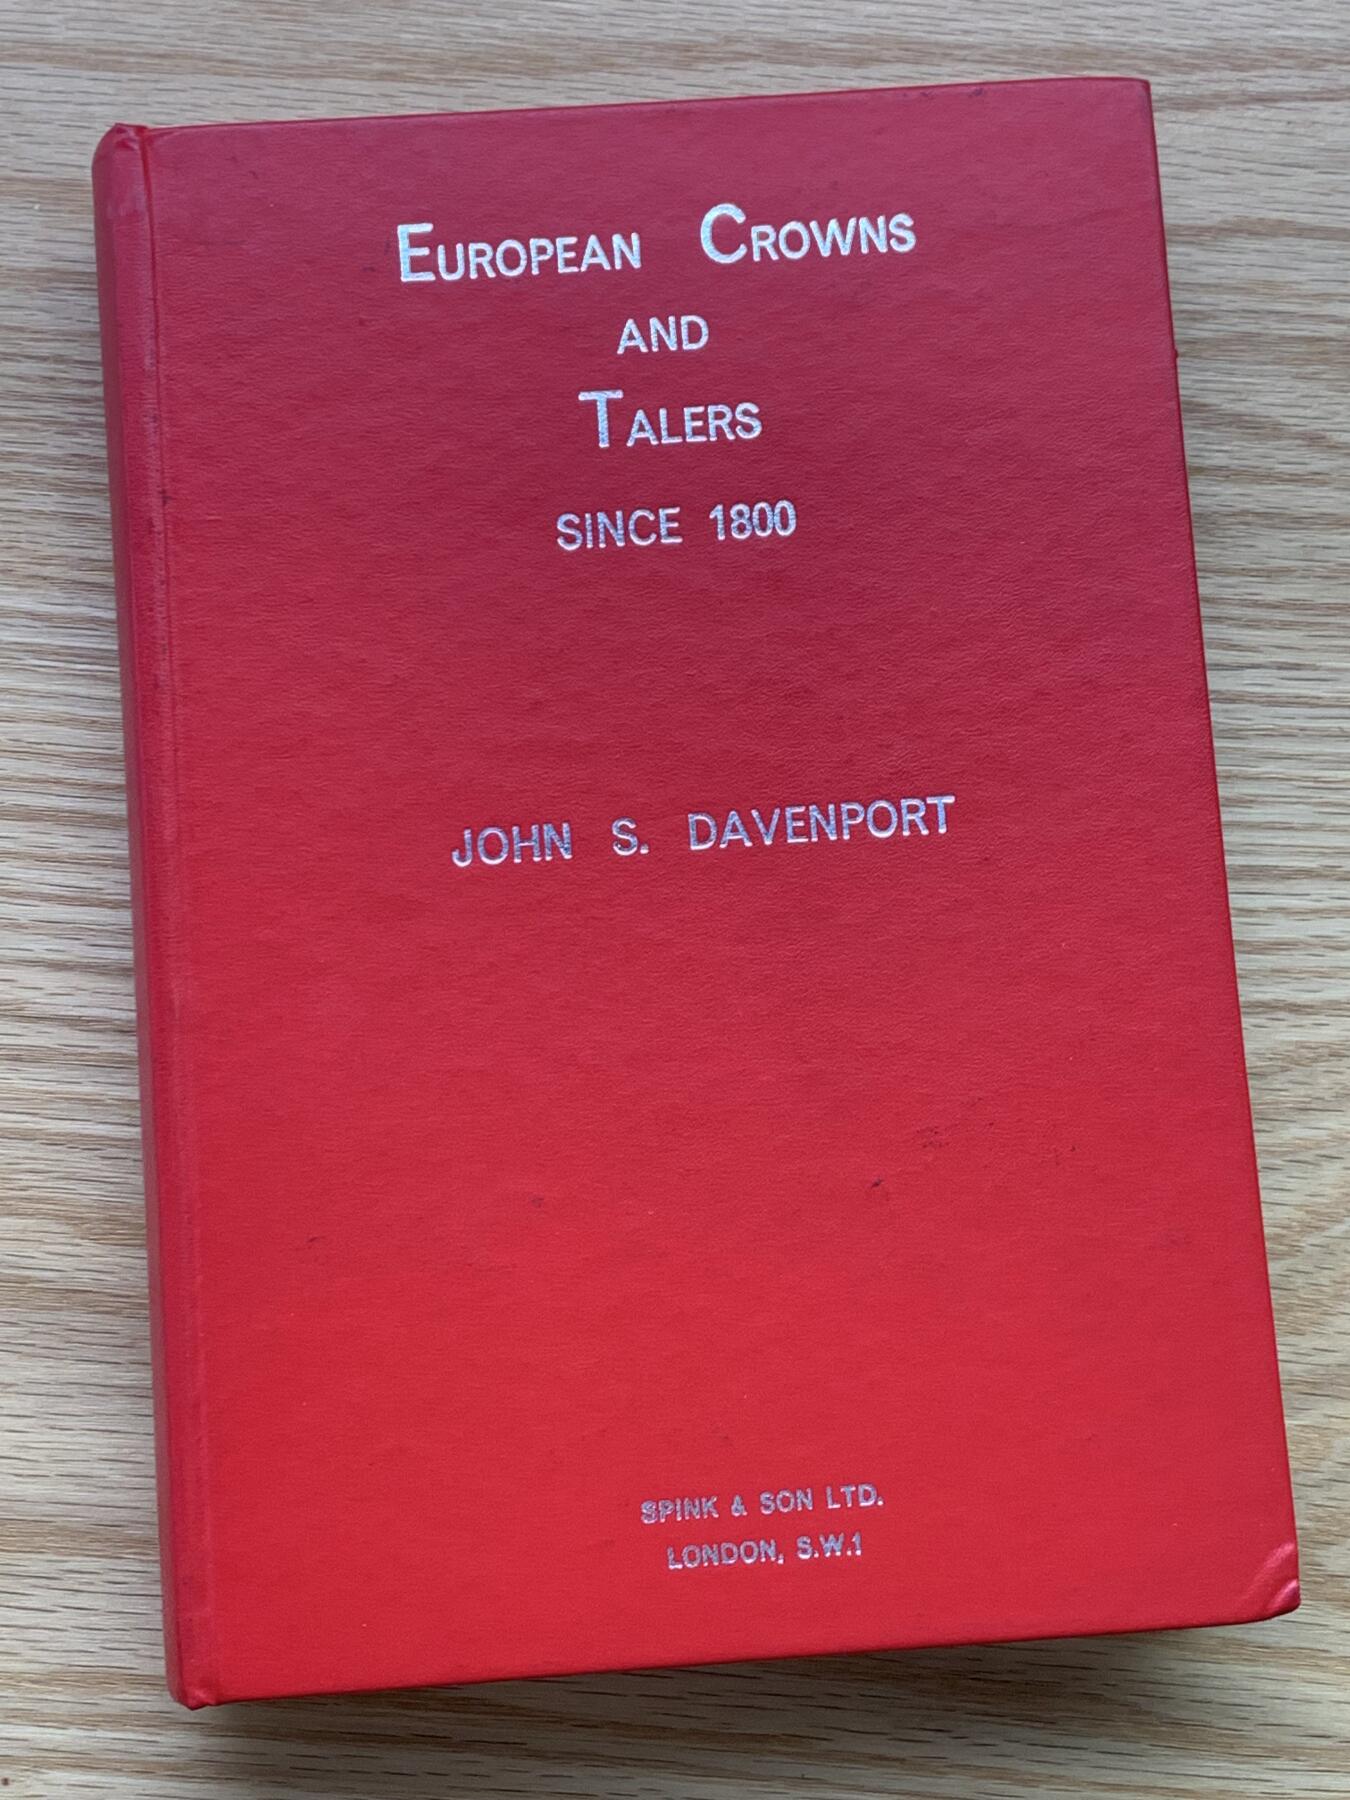 EUROPEAN CROWNS
AND
TALERS
SINCE 1800
JOHN S. DAVENPORT
SPINK & SON LTD.
LONDON, S.W.1